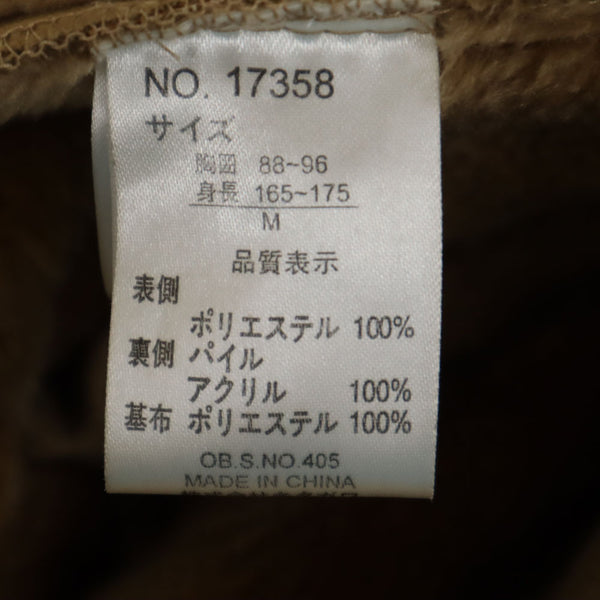 NO. 17358
サイズ
胸囲 88~96
身長 165~175
M
品質表示
表側
ポリエステル 100%
裏側 パイル
アクリル 100%
基布 ポリエステル 100%
OB.S.NO.405
MADE IN CHINA